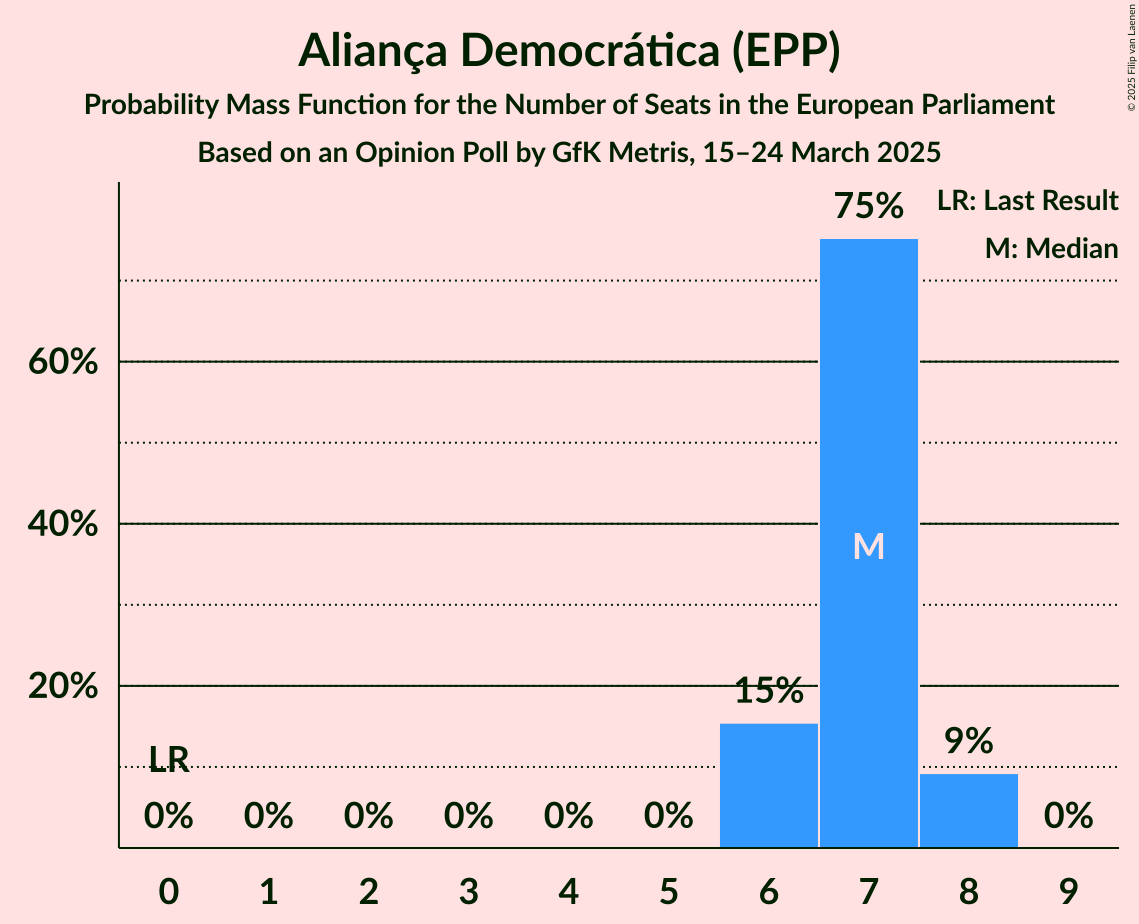 Aliança Democrática (EPP)
Probability Mass Function for the Number of Seats in the European Parliament
Based on an Opinion Poll by GfK Metris, 15–24 March 2025
© 2025 Filip van Laenen
LR: Last Result
M: Median
75%
60%
40%
M
20%
15%
9%
LR
0% 0% 0% 0% 0% 0% 0%
0 1 2 3 4 5 6 7 8 9